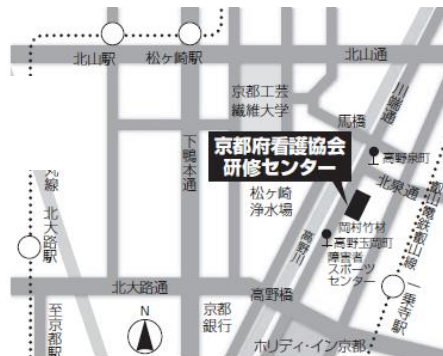 北山駅
松ヶ崎駅
北山通
川端通
京都工芸
繊維大学
馬橋
下鴨本通
京都府看護協会
研修センター
高野泉町
北泉通
叡山電鉄叡山線
松ヶ崎
浄水場
岡村竹材
高野玉岡町
障害者
スポーツ
センター
高野川
丸線
北大路駅
一乗寺駅
北大路通
高野橋
至京都駅
N
京都
銀行
ホリディ・イン京都